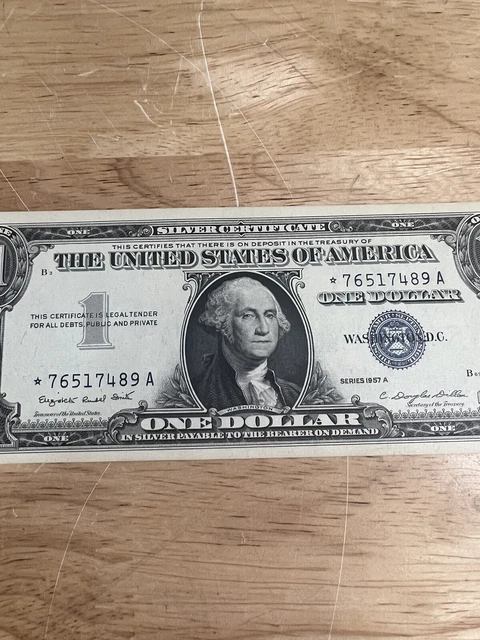 ONE SILVER CERTIFICATE ONE
THIS CERTIFIES THAT THERE IS ON DEPOSIT IN THE TREASURY OF
THE UNITED STATES OF AMERICA
B
* 76517489 A
ONE DOLLAR
1
THIS CERTIFICATE IS LEGAL TENDER
FOR ALL DEBTS, PUBLIC AND PRIVATE
WASHINGTON, D.C.
* 76517489 A
SERIES 1957 A
B
Elizabeth Rudel Smith
C. Douglas Dillon
Treasurer of the United States.
WASHINGTON
Secretary of the Treasury.
ONE DOLLAR
ONE IN SILVER PAYABLE TO THE BEARER ON DEMAND ONE